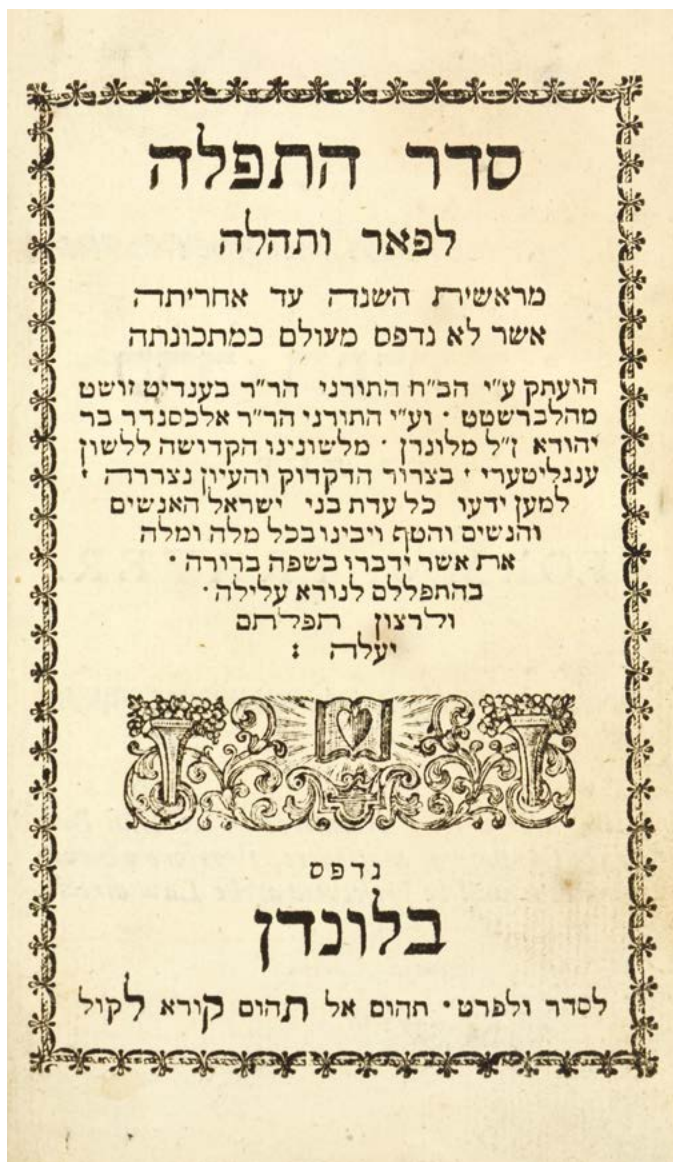 סדר התפלה
לפאר ותהלה
מראשית השנה עד אחריתה
אשר לא נדפס מעולם כמתכונתה
הועתק ע״י הב״ח התורני הר״ר בענדיט זושט
מהלברשטט · וע״י התורני הר״ר אלכסנדר בר
יהודא ז״ל מלונדן · מלשונינו הקדושה ללשון
ענגליטערי · בצרור הדקדוק והעיון נצררה ·
למען ידעו כל עדת בני ישראל האנשים
והנשים והטף ויבינו בכל מלה ומלה
את אשר ידברו בשפה ברורה ·
בהתפללם לנורא עלילה ·
ולרצון תפלתם
יעלה :
נדפס
בלונדן
לסדר ולפרט · תהום אל תהום קורא לקול